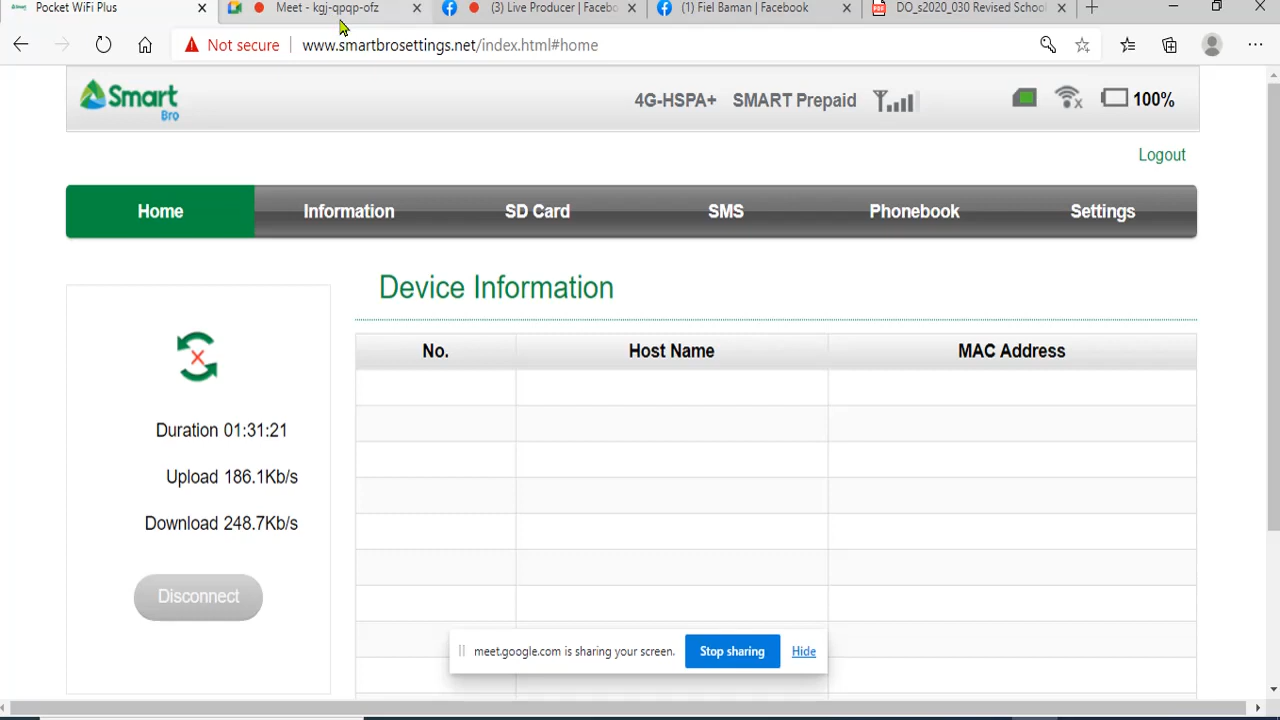 Pocket WiFi Plus
Meet - kgj-qpqp-ofz
(3) Live Producer | Facebo
(1) Fiel Baman | Facebook
DO_s2020_030 Revised School
Not secure
www.smartbrosettings.net/index.html#home
Smart
Bro
4G-HSPA+ SMART Prepaid
100%
Logout
Home
Information
SD Card
SMS
Phonebook
Settings
Device Information
No.
Host Name
MAC Address
Duration 01:31:21
Upload 186.1Kb/s
Download 248.7Kb/s
Disconnect
meet.google.com is sharing your screen.
Stop sharing
Hide